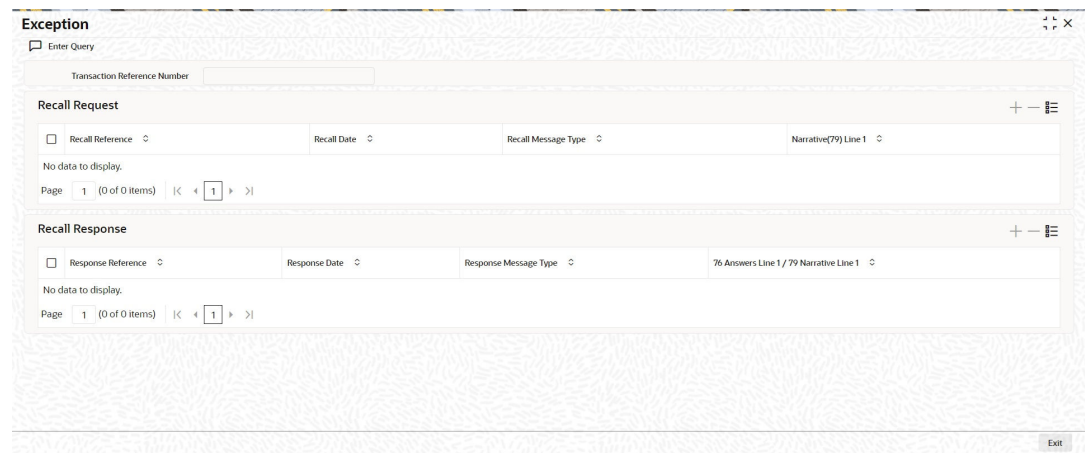 Exception
Enter Query
Transaction Reference Number
Recall Request
Recall Reference Recall Date Recall Message Type Narrative(79) Line 1
No data to display.
Page 1 (0 of 0 items) 1
Recall Response
Response Reference Response Date Response Message Type 76 Answers Line 1 / 79 Narrative Line 1
No data to display.
Page 1 (0 of 0 items) 1
Exit